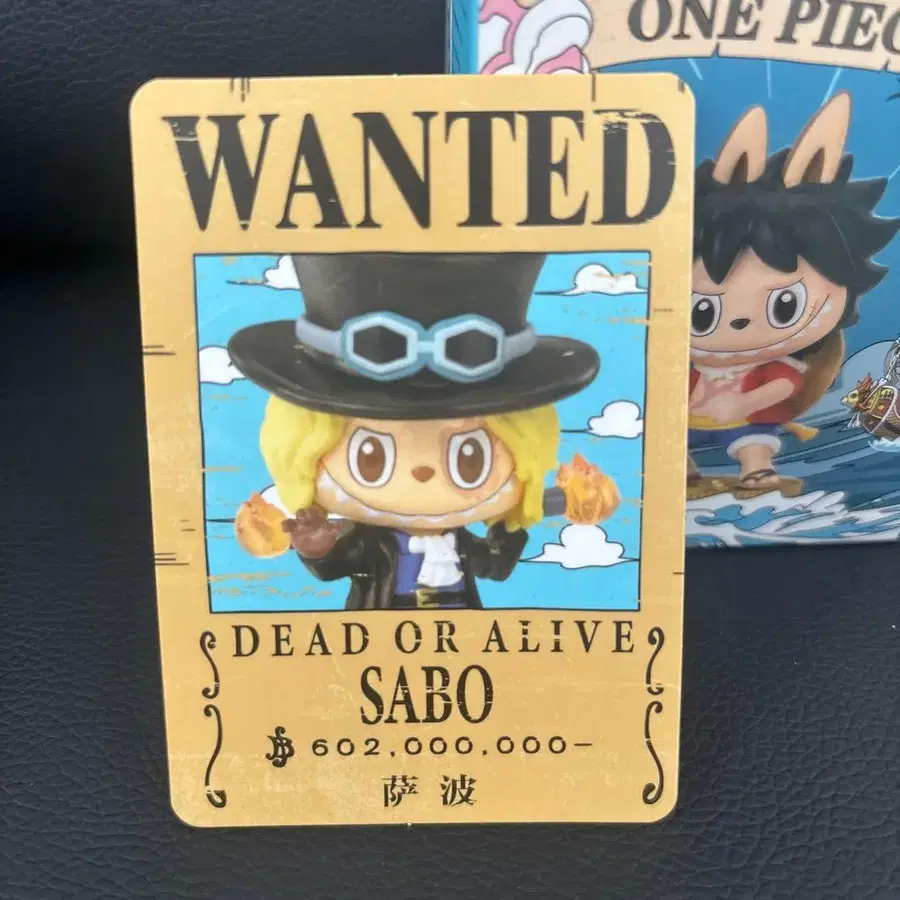 ONE PIEC
WANTED
DEAD OR ALIVE
SABO
602,000,000-
萨波